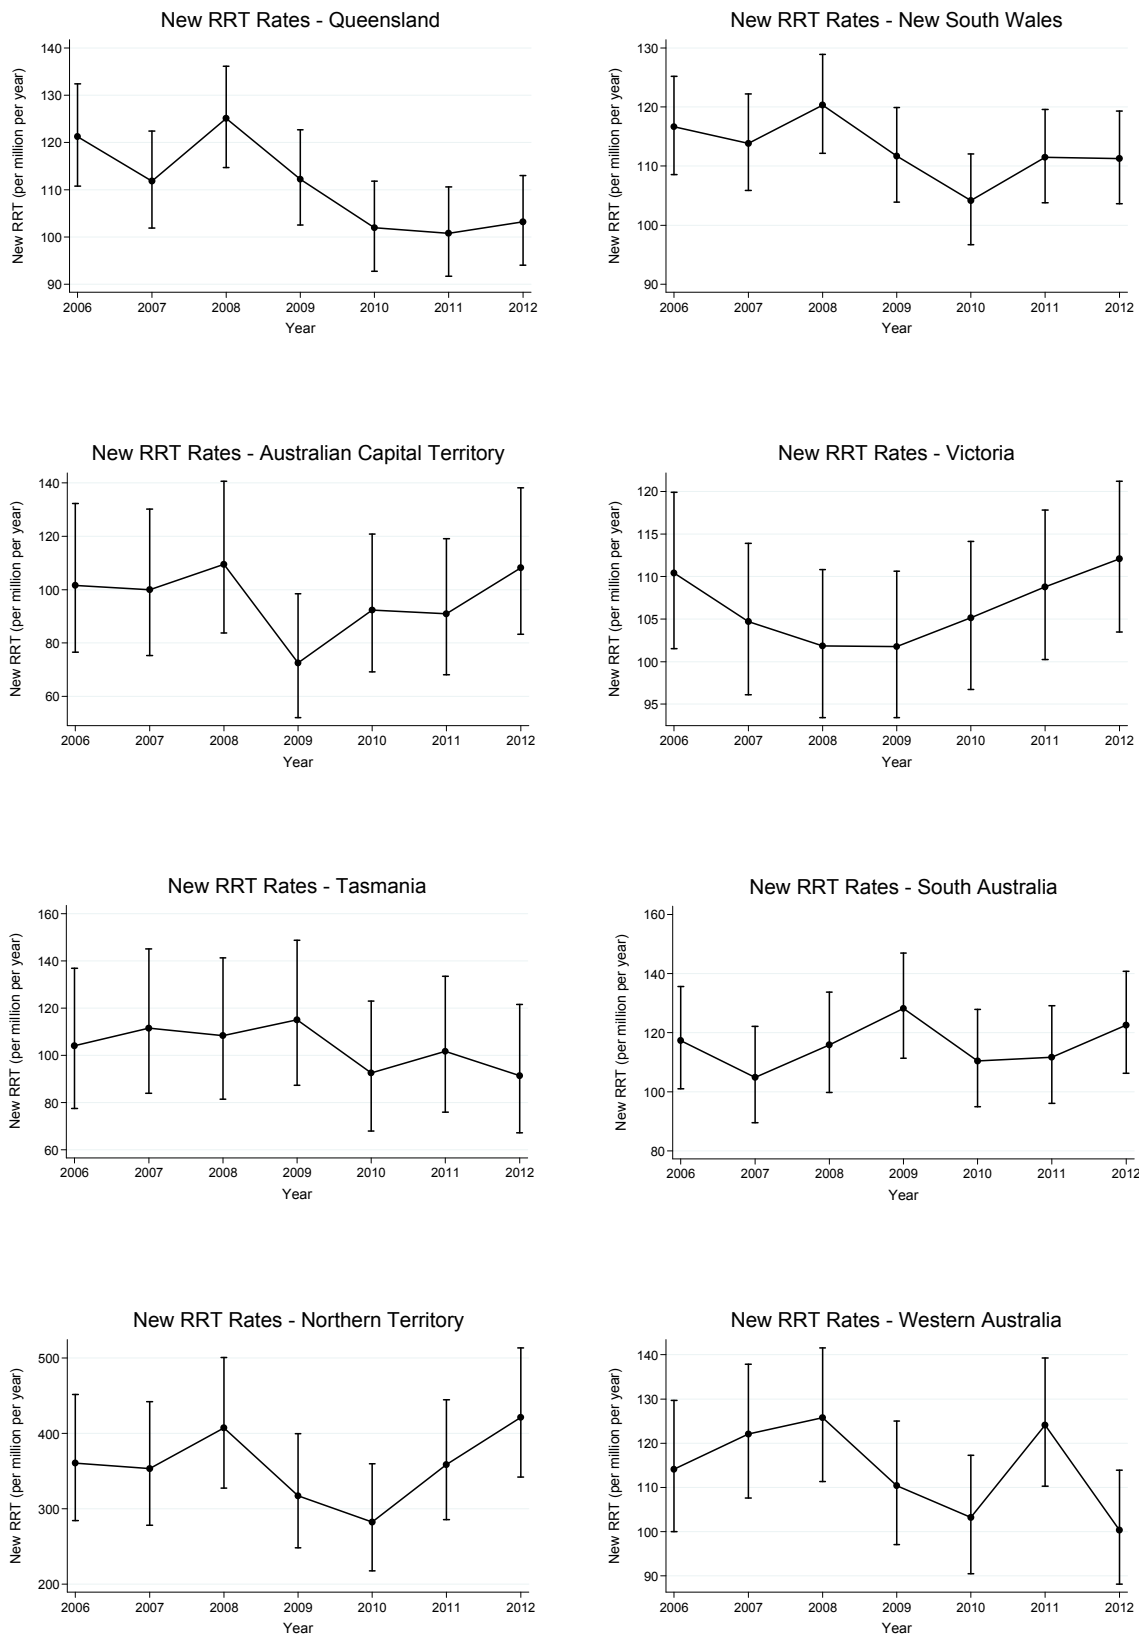 New RRT Rates - Queensland
New RRT (per million per year)
140
130
120
110
100
90
2006 2007 2008 2009 2010 2011 2012
Year
New RRT Rates - New South Wales
New RRT (per million per year)
130
120
110
100
90
2006 2007 2008 2009 2010 2011 2012
Year
New RRT Rates - Australian Capital Territory
New RRT (per million per year)
140
120
100
80
60
2006 2007 2008 2009 2010 2011 2012
Year
New RRT Rates - Victoria
New RRT (per million per year)
120
115
110
105
100
95
2006 2007 2008 2009 2010 2011 2012
Year
New RRT Rates - Tasmania
New RRT (per million per year)
160
140
120
100
80
60
2006 2007 2008 2009 2010 2011 2012
Year
New RRT Rates - South Australia
New RRT (per million per year)
160
140
120
100
80
2006 2007 2008 2009 2010 2011 2012
Year
New RRT Rates - Northern Territory
New RRT (per million per year)
500
400
300
200
2006 2007 2008 2009 2010 2011 2012
Year
New RRT Rates - Western Australia
New RRT (per million per year)
140
130
120
110
100
90
2006 2007 2008 2009 2010 2011 2012
Year